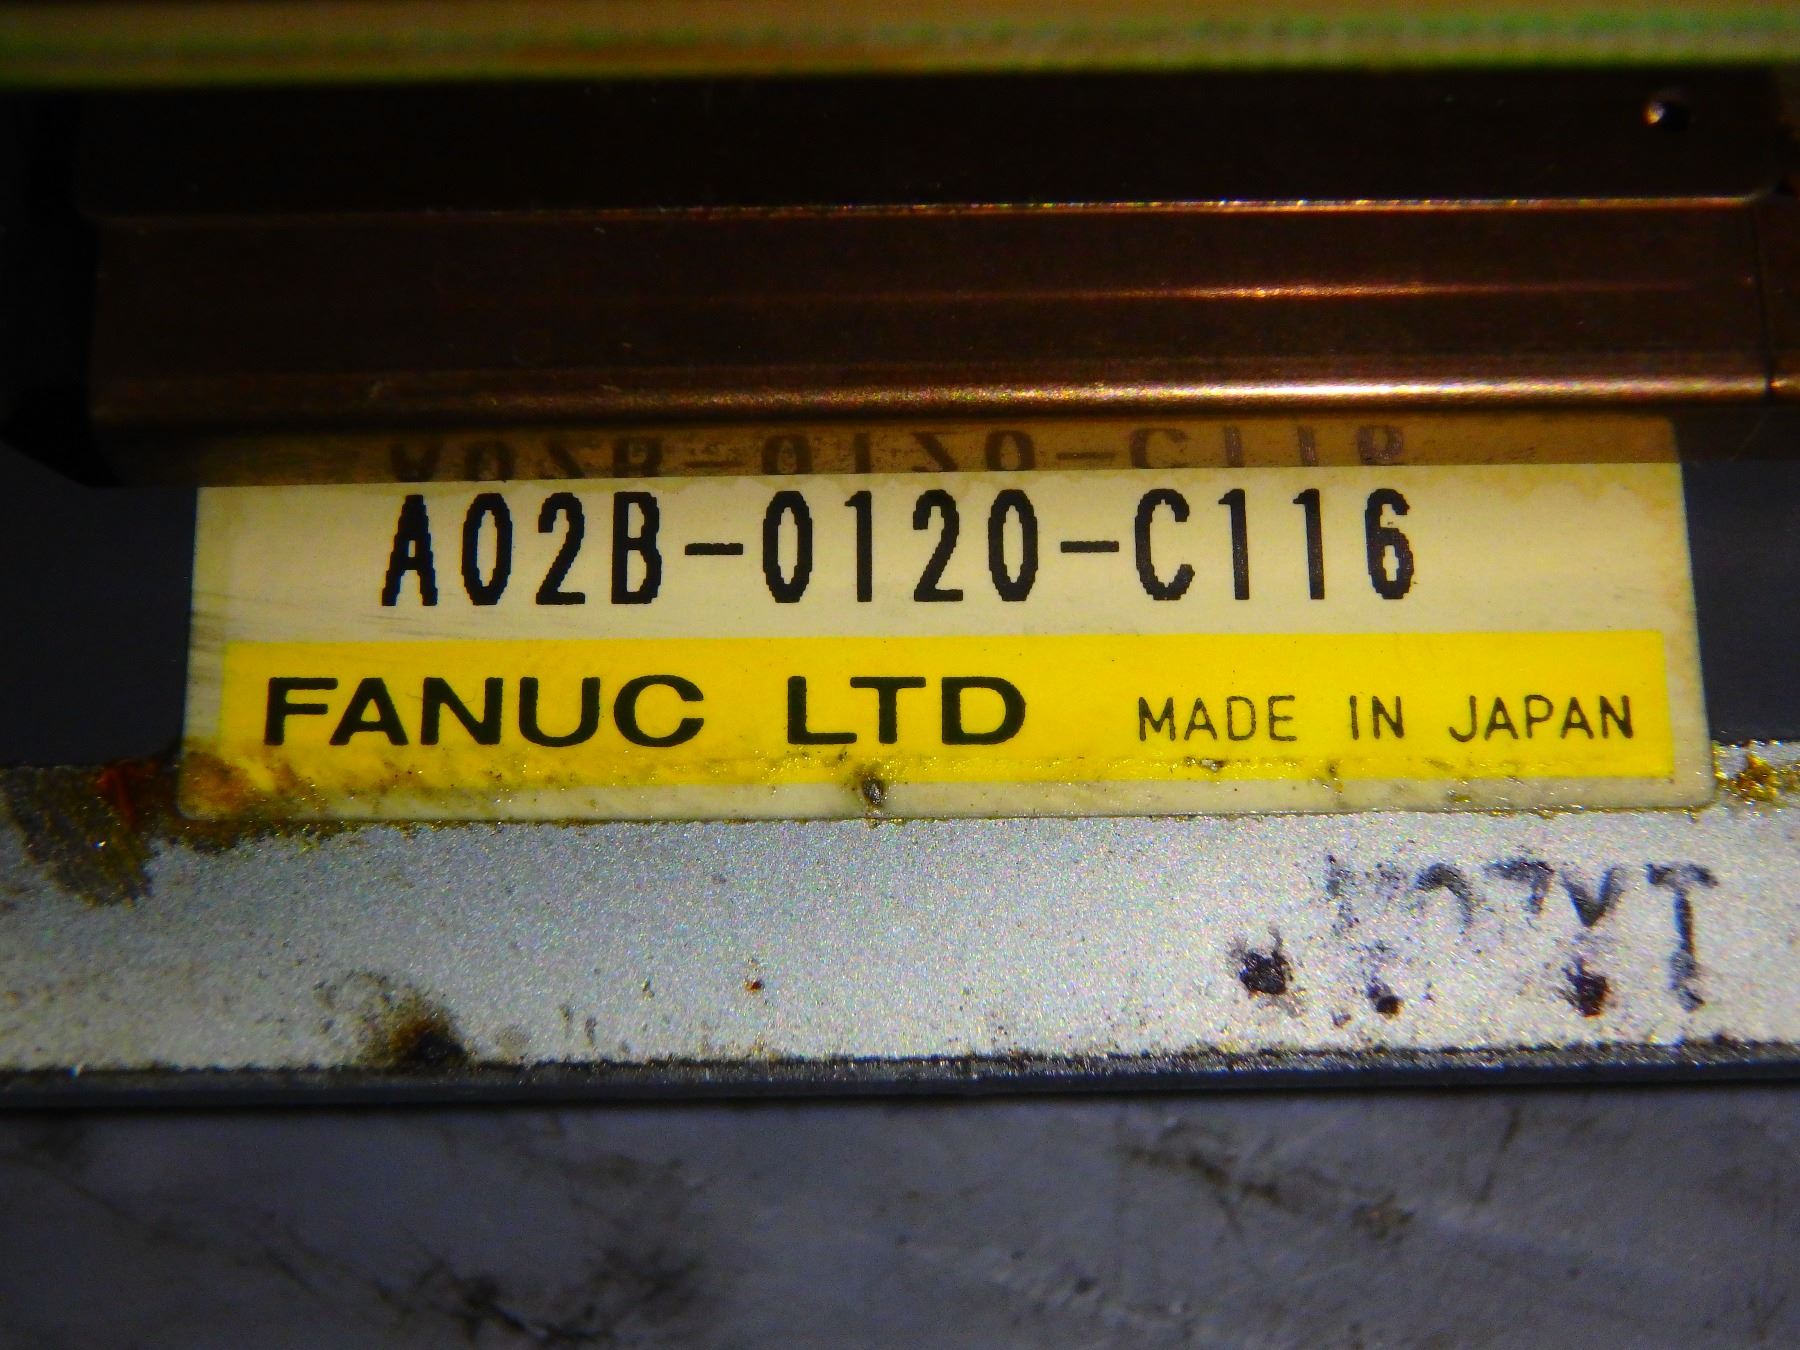 A02B-0120-C116
FANUC LTD MADE IN JAPAN